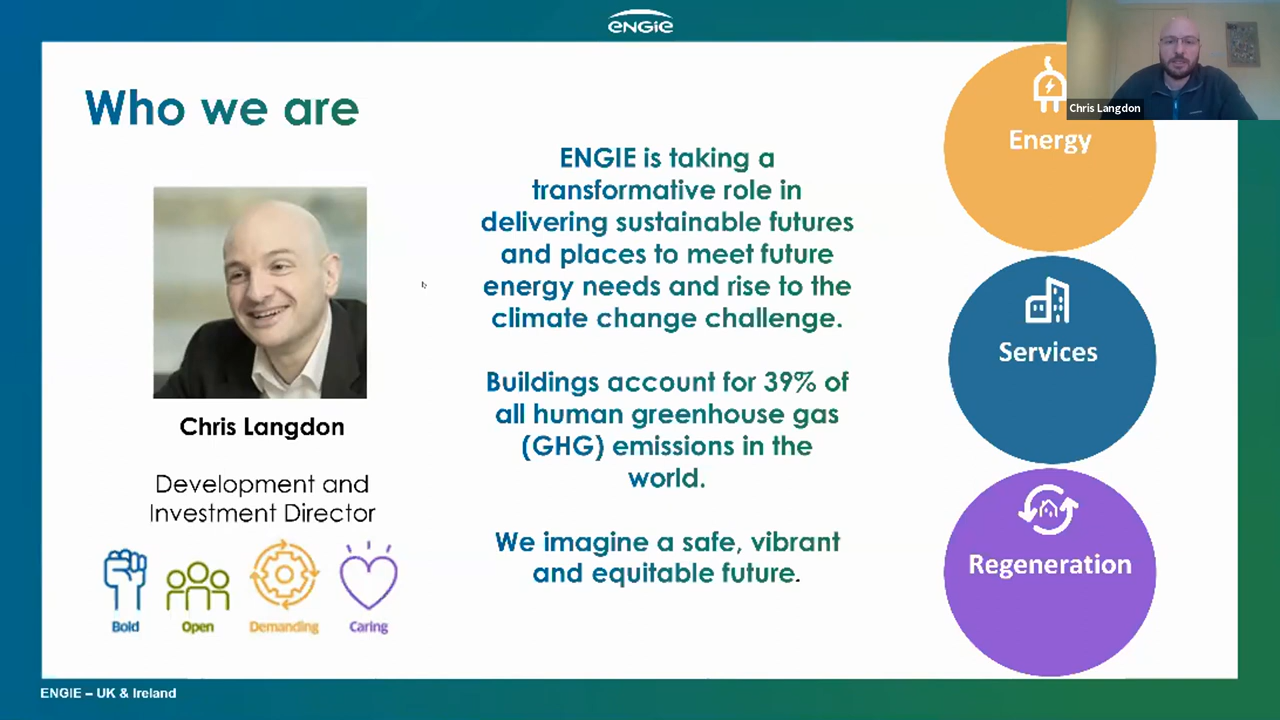 ENGIE
Who we are
Chris Langdon
Development and
Investment Director
Bold
Open
Demanding
Caring
ENGIE is taking a
transformative role in
delivering sustainable futures
and places to meet future
energy needs and rise to the
climate change challenge.
Buildings account for 39% of
all human greenhouse gas
(GHG) emissions in the
world.
We imagine a safe, vibrant
and equitable future.
Energy
Services
Regeneration
Chris Langdon
ENGIE – UK & Ireland